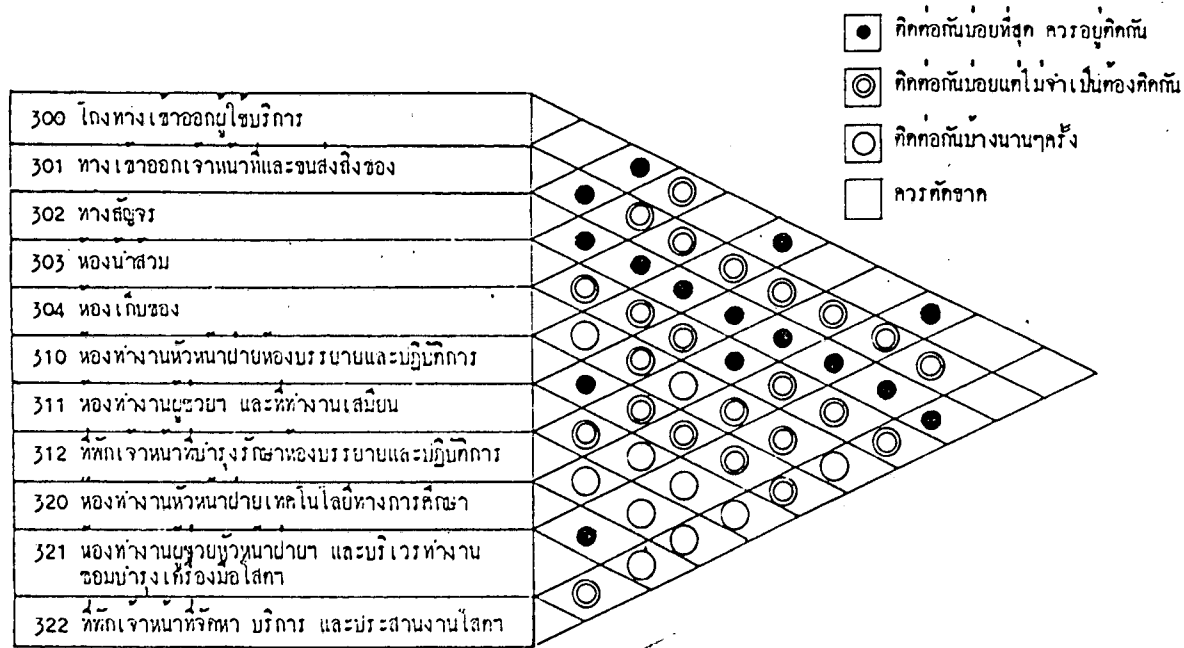 ติดต่อกันบ่อยที่สุด ควรอยู่ติดกัน
ติดต่อกันบ่อยแต่ไม่จำเป็นต้องติดกัน
ติดต่อกันบ้างนานๆครั้ง
ควรตัดขาด
300 โถงทางเข้าออกผู้ใช้บริการ
301 ทางเข้าออกเจ้าหน้าที่และขนส่งสิ่งของ
302 ทางสัญจร
303 ห้องน้ำส้วม
304 ห้องเก็บของ
310 ห้องทำงานหัวหน้าฝ่ายห้องบรรยายและปฏิบัติการ
311 ห้องทำงานผู้ช่วยฯ และที่ทำงานเสมียน
312 ที่พักเจ้าหน้าที่บำรุงรักษาห้องบรรยายและปฏิบัติการ
320 ห้องทำงานหัวหน้าฝ่ายเทคโนโลยีทางการศึกษา
321 ห้องทำงานผู้ช่วยหัวหน้าฝ่ายฯ และบริเวรทำงาน
ซ่อมบำรุงเครื่องมือโสตฯ
322 ที่พักเจ้าหน้าที่จัดหา บริการ และประสานงานโสตฯ